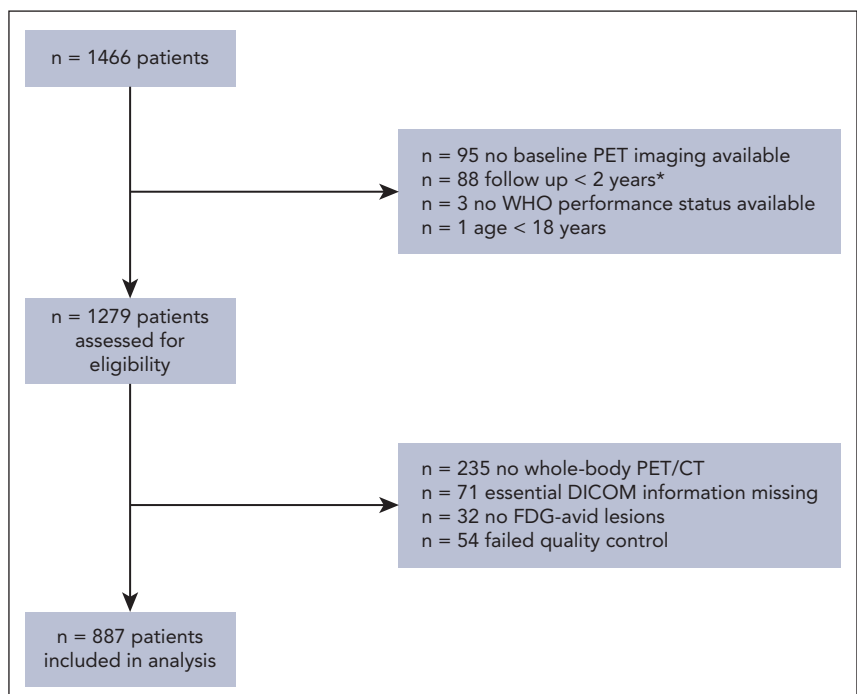 n = 1466 patients
n = 95 no baseline PET imaging available
n = 88 follow up < 2 years*
n = 3 no WHO performance status available
n = 1 age < 18 years
n = 1279 patients
assessed for
eligibility
n = 235 no whole-body PET/CT
n = 71 essential DICOM information missing
n = 32 no FDG-avid lesions
n = 54 failed quality control
n = 887 patients
included in analysis